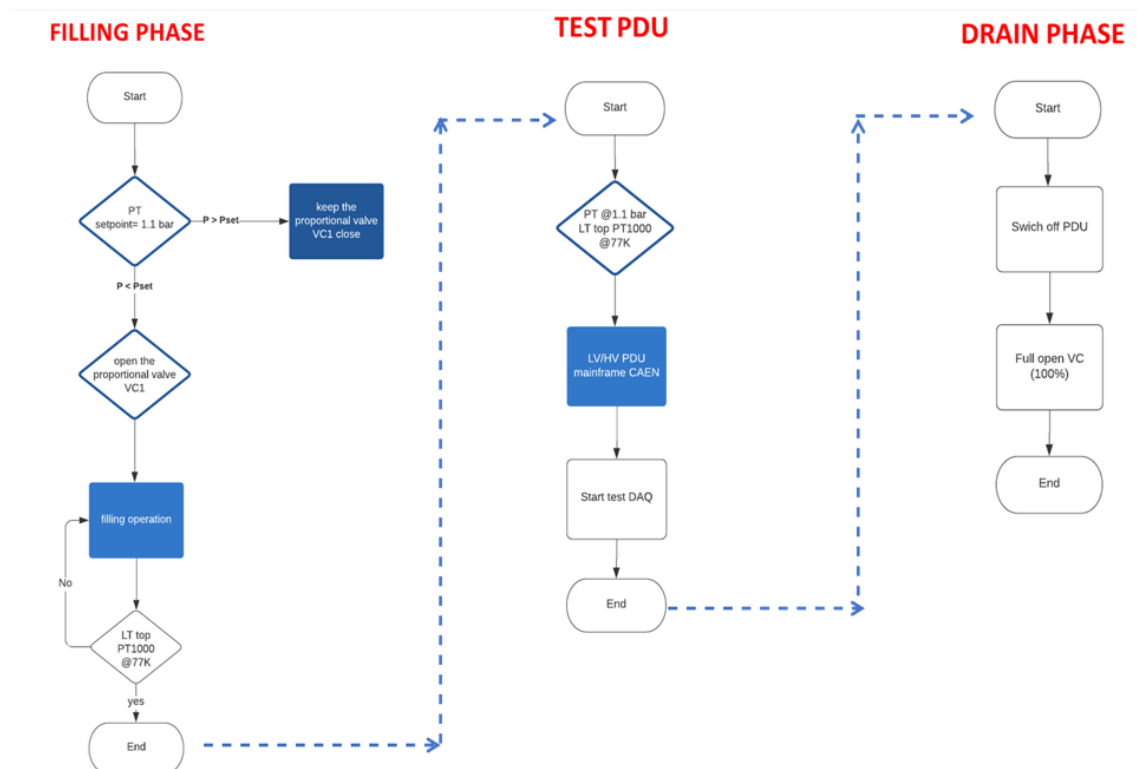 FILLING PHASE
Start
PT
setpoint= 1.1 bar
P > Pset
keep the
proportional valve
VC1 close
P < Pset
open the
proportional valve
VC1
filling operation
No
LT top
PT1000
@77K
yes
End
TEST PDU
Start
PT @1.1 bar
LT top PT1000
@77K
LV/HV PDU
mainframe CAEN
Start test DAQ
End
DRAIN PHASE
Start
Swich off PDU
Full open VC
(100%)
End